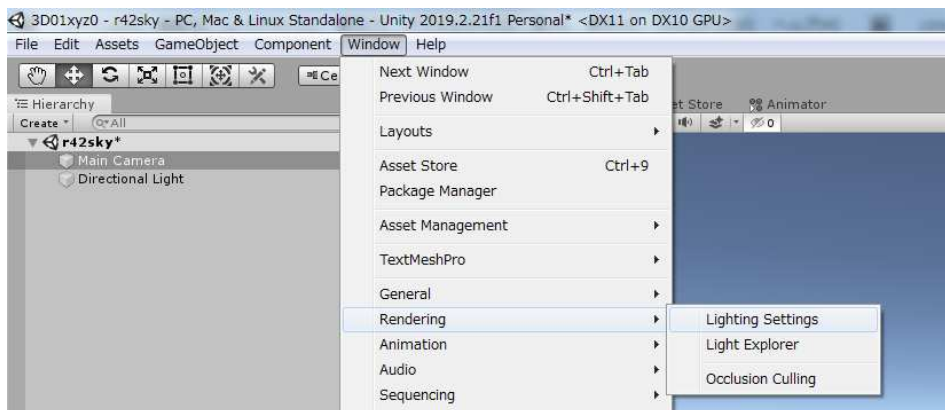 3D01xyz0 - r42sky - PC, Mac & Linux Standalone - Unity 2019.2.21f1 Personal* <DX11 on DX10 GPU>
File Edit Assets GameObject Component Window Help
Ce
Hierarchy
Create
All
r42sky*
Main Camera
Directional Light
Next Window Ctrl+Tab
Previous Window Ctrl+Shift+Tab
Layouts
Asset Store Ctrl+9
Package Manager
Asset Management
TextMeshPro
General
Rendering
Animation
Audio
Sequencing
et Store Animator
0
Lighting Settings
Light Explorer
Occlusion Culling